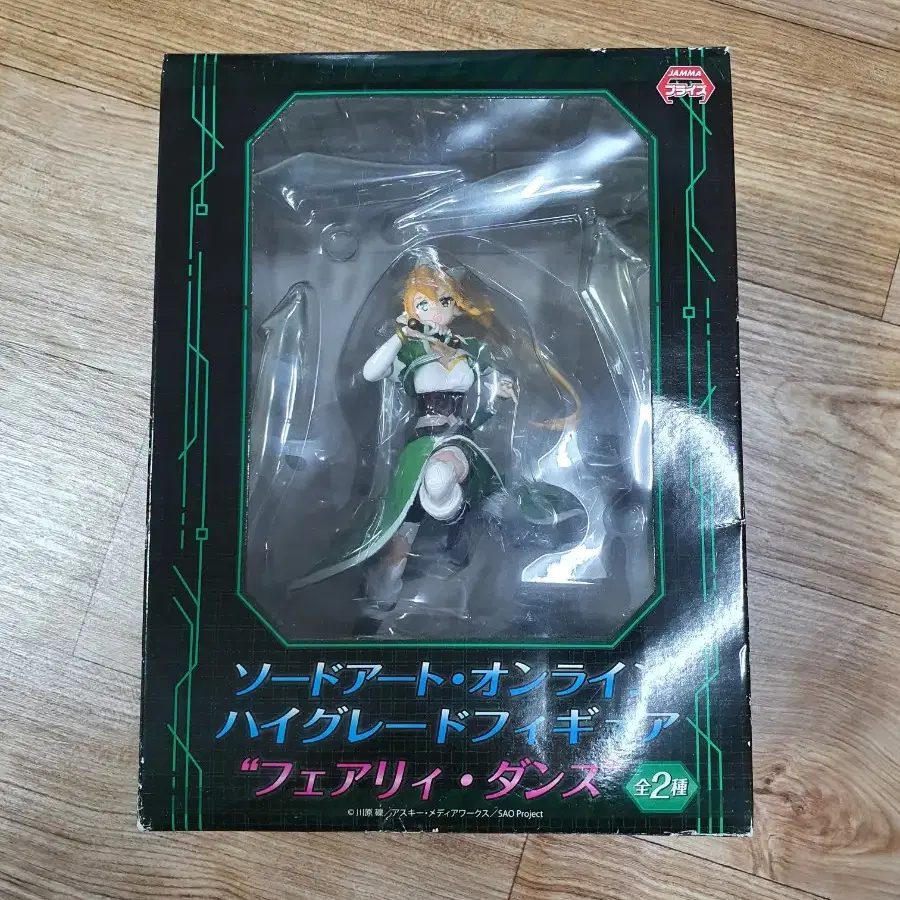 JAMMA
プライズ
ソードアート・オンライン
ハイグレードフィギュア
“フェアリィ・ダンス”
全2種
© 川原 礫／アスキー・メディアワークス／SAO Project